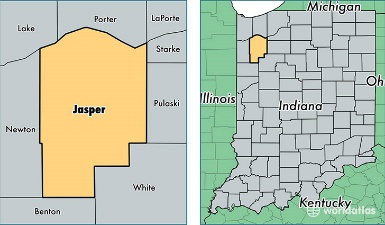 LaPorte
Porter
Lake
Starke
Jasper
Pulaski
Newton
White
Benton
Michigan
Illinois
Indiana
Oh
Kentucky
worldatlas